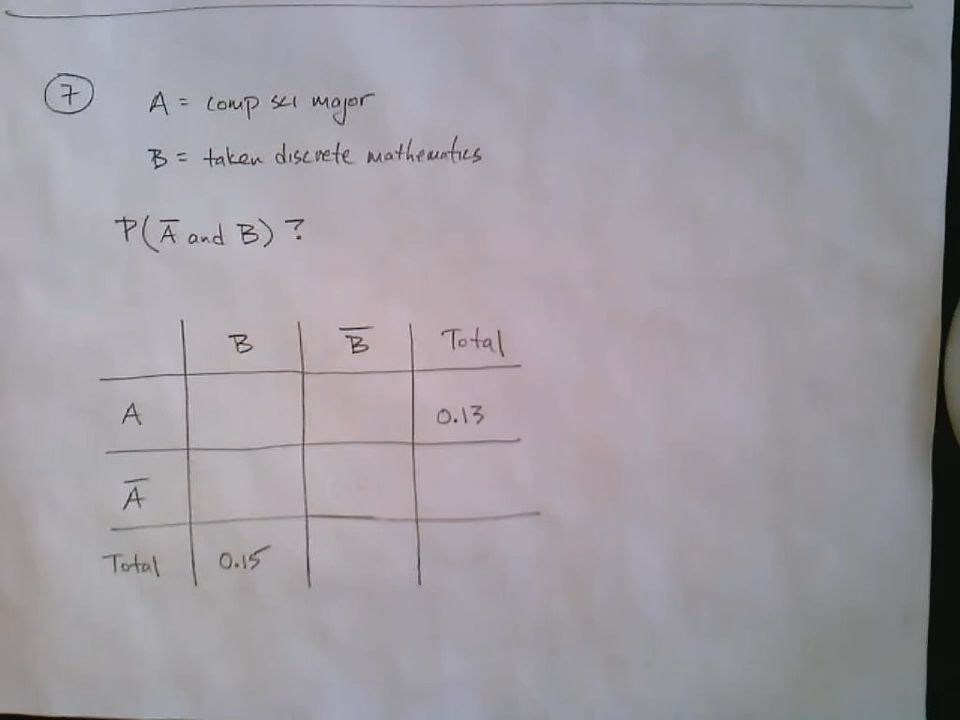 7 A = comp sci major
B = taken discrete mathematics
P(A̅ and B) ?
B B̅ Total
A 0.13
A̅
Total 0.15